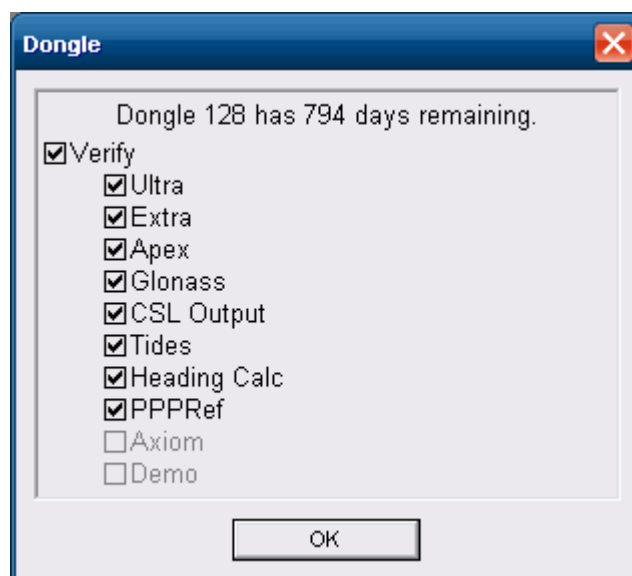 Dongle
Dongle 128 has 794 days remaining.
Verify
Ultra
Extra
Apex
Glonass
CSL Output
Tides
Heading Calc
PPPRef
Axiom
Demo
OK